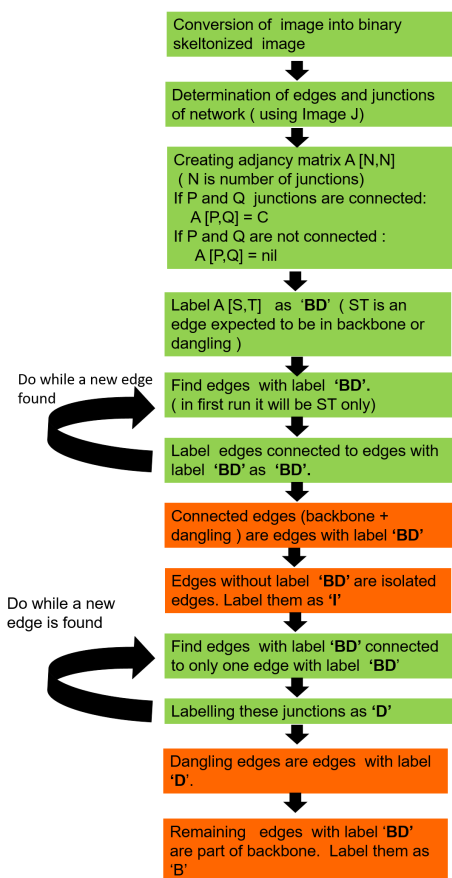 Conversion of image into binary
skeltonized image
Determination of edges and junctions
of network ( using Image J)
Creating adjancy matrix A [N,N]
( N is number of junctions)
If P and Q junctions are connected:
A [P,Q] = C
If P and Q are not connected :
A [P,Q] = nil
Label A [S,T] as ‘BD’ ( ST is an
edge expected to be in backbone or
dangling )
Do while a new edge
found
Find edges with label ‘BD’.
( in first run it will be ST only)
Label edges connected to edges with
label ‘BD’ as ‘BD’.
Connected edges (backbone +
dangling ) are edges with label ‘BD’
Edges without label ‘BD’ are isolated
edges. Label them as ‘I’
Do while a new
edge is found
Find edges with label ‘BD’ connected
to only one edge with label ‘BD’
Labelling these junctions as ‘D’
Dangling edges are edges with label
‘D’.
Remaining edges with label ‘BD’
are part of backbone. Label them as
‘B’